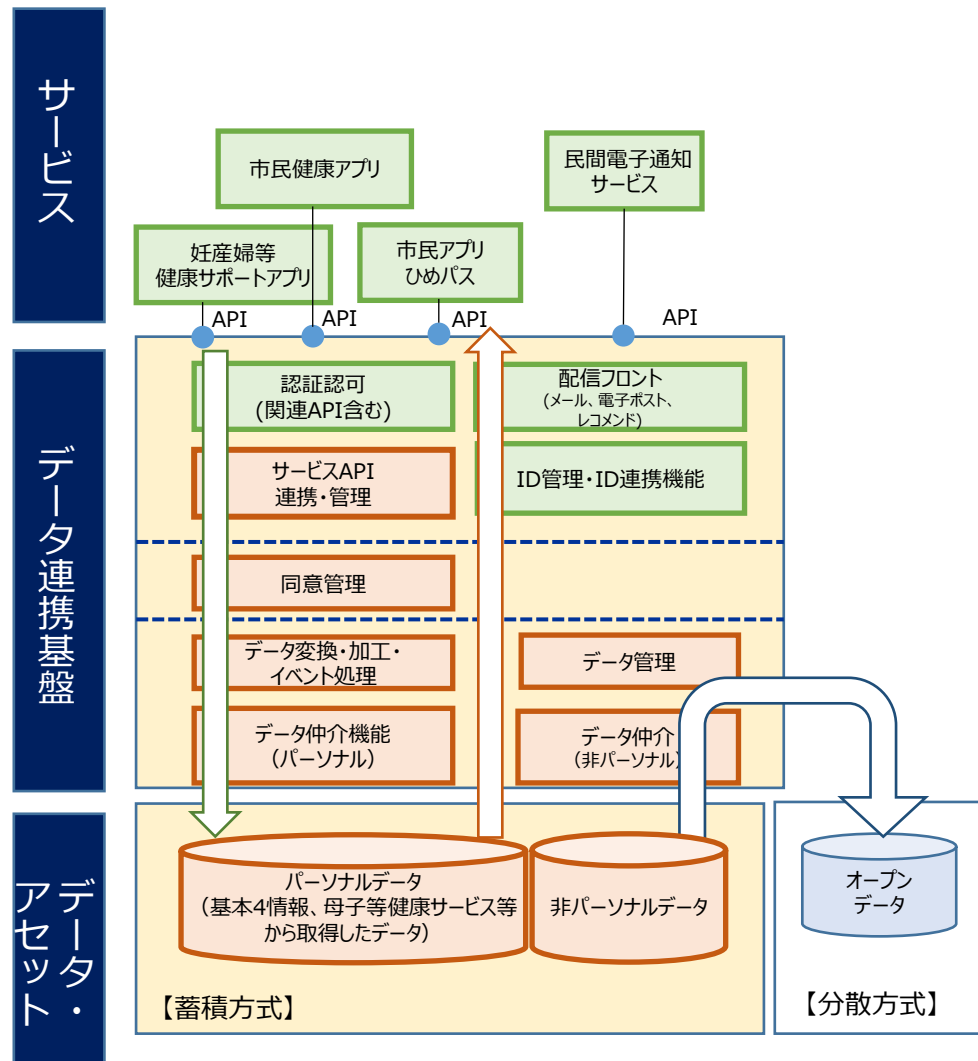 サービス
市民健康アプリ
民間電子通知
サービス
妊産婦等
健康サポートアプリ
市民アプリ
ひめパス
API
API
API
API
データ連携基盤
認証認可
(関連API含む)
配信フロント
(メール、電子ポスト、
レコメンド)
サービスAPI
連携・管理
ID管理・ID連携機能
同意管理
データ変換・加工・
イベント処理
データ管理
データ仲介機能
（パーソナル）
データ仲介
(非パーソナル)
データ・
アセット
パーソナルデータ
（基本4情報、母子等健康サービス等
から取得したデータ）
非パーソナルデータ
オープン
データ
【蓄積方式】
【分散方式】